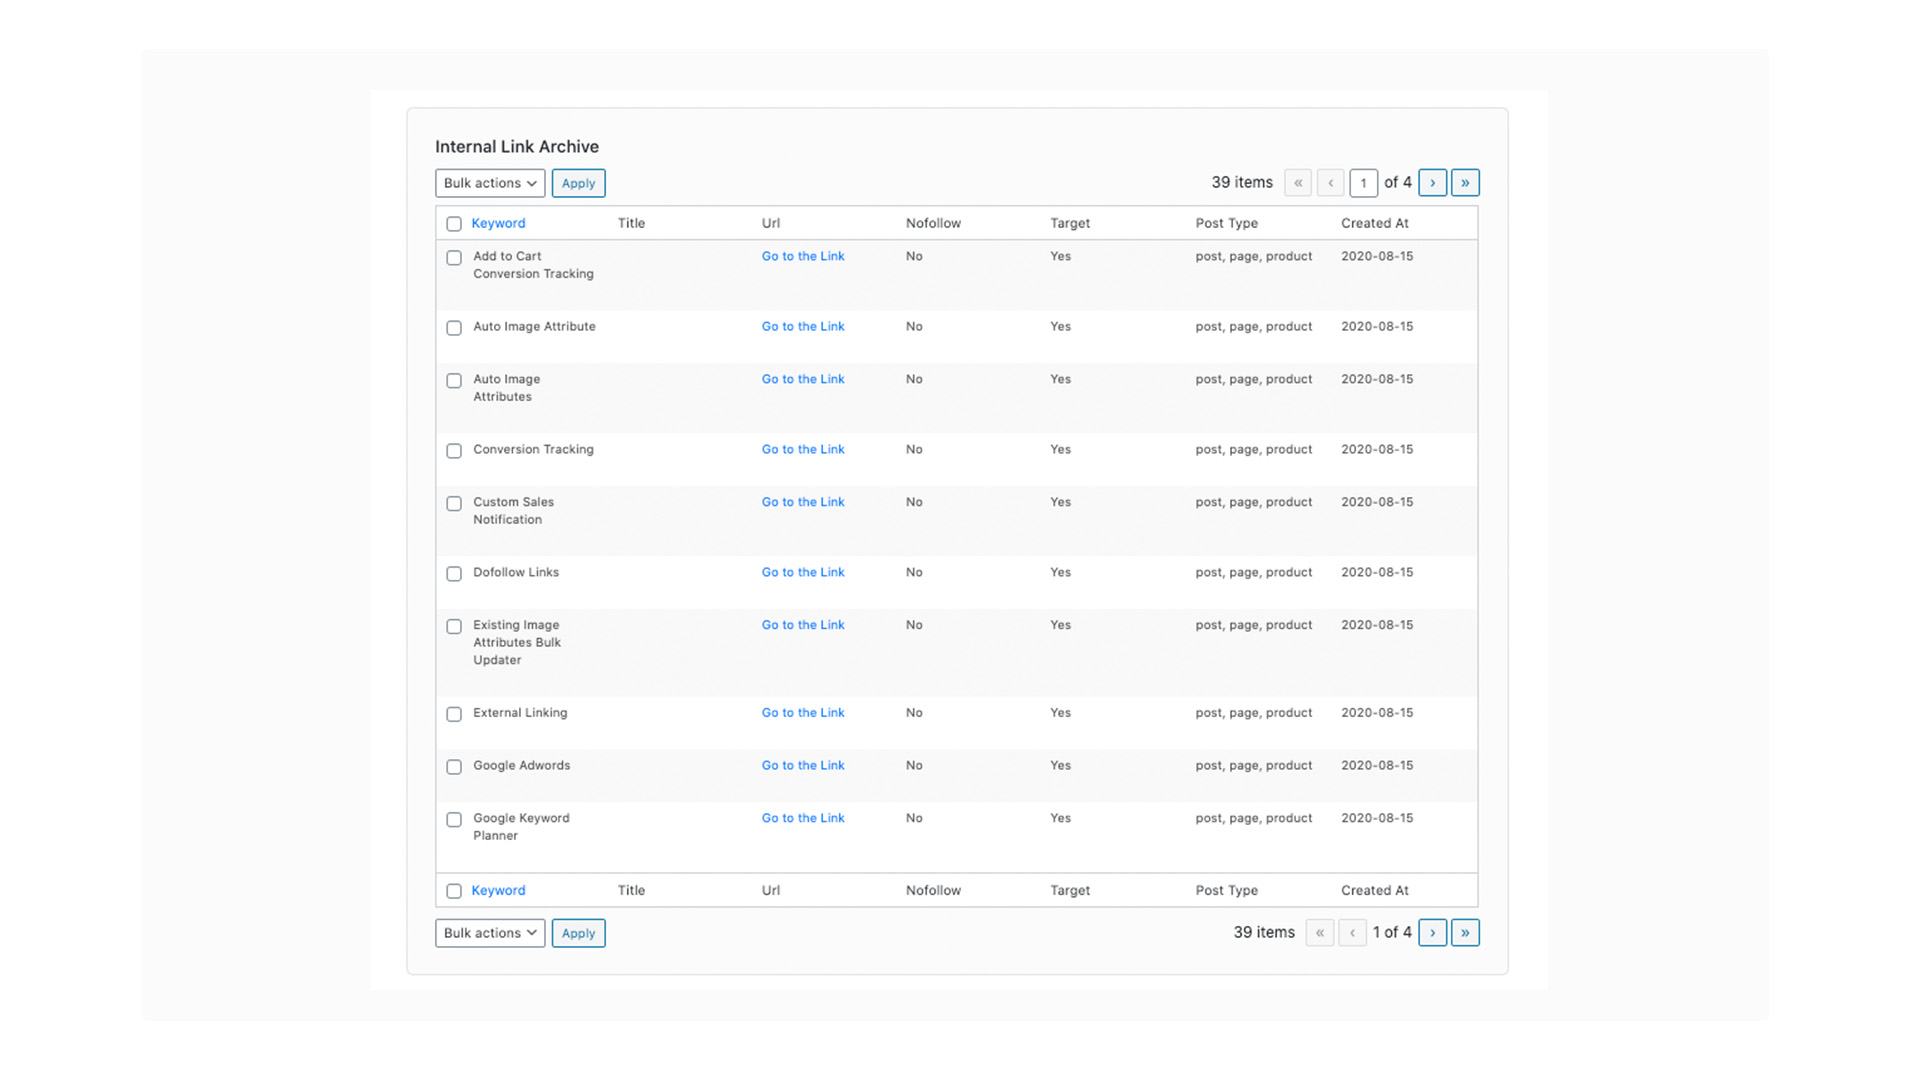 Internal Link Archive
Bulk actions Apply 39 items « ‹ 1 of 4 › »
Keyword Title Url Nofollow Target Post Type Created At
Add to Cart Go to the Link No Yes post, page, product 2020-08-15
Conversion Tracking
Auto Image Attribute Go to the Link No Yes post, page, product 2020-08-15
Auto Image Go to the Link No Yes post, page, product 2020-08-15
Attributes
Conversion Tracking Go to the Link No Yes post, page, product 2020-08-15
Custom Sales Go to the Link No Yes post, page, product 2020-08-15
Notification
Dofollow Links Go to the Link No Yes post, page, product 2020-08-15
Existing Image Go to the Link No Yes post, page, product 2020-08-15
Attributes Bulk
Updater
External Linking Go to the Link No Yes post, page, product 2020-08-15
Google Adwords Go to the Link No Yes post, page, product 2020-08-15
Google Keyword Go to the Link No Yes post, page, product 2020-08-15
Planner
Keyword Title Url Nofollow Target Post Type Created At
Bulk actions Apply 39 items « ‹ 1 of 4 › »